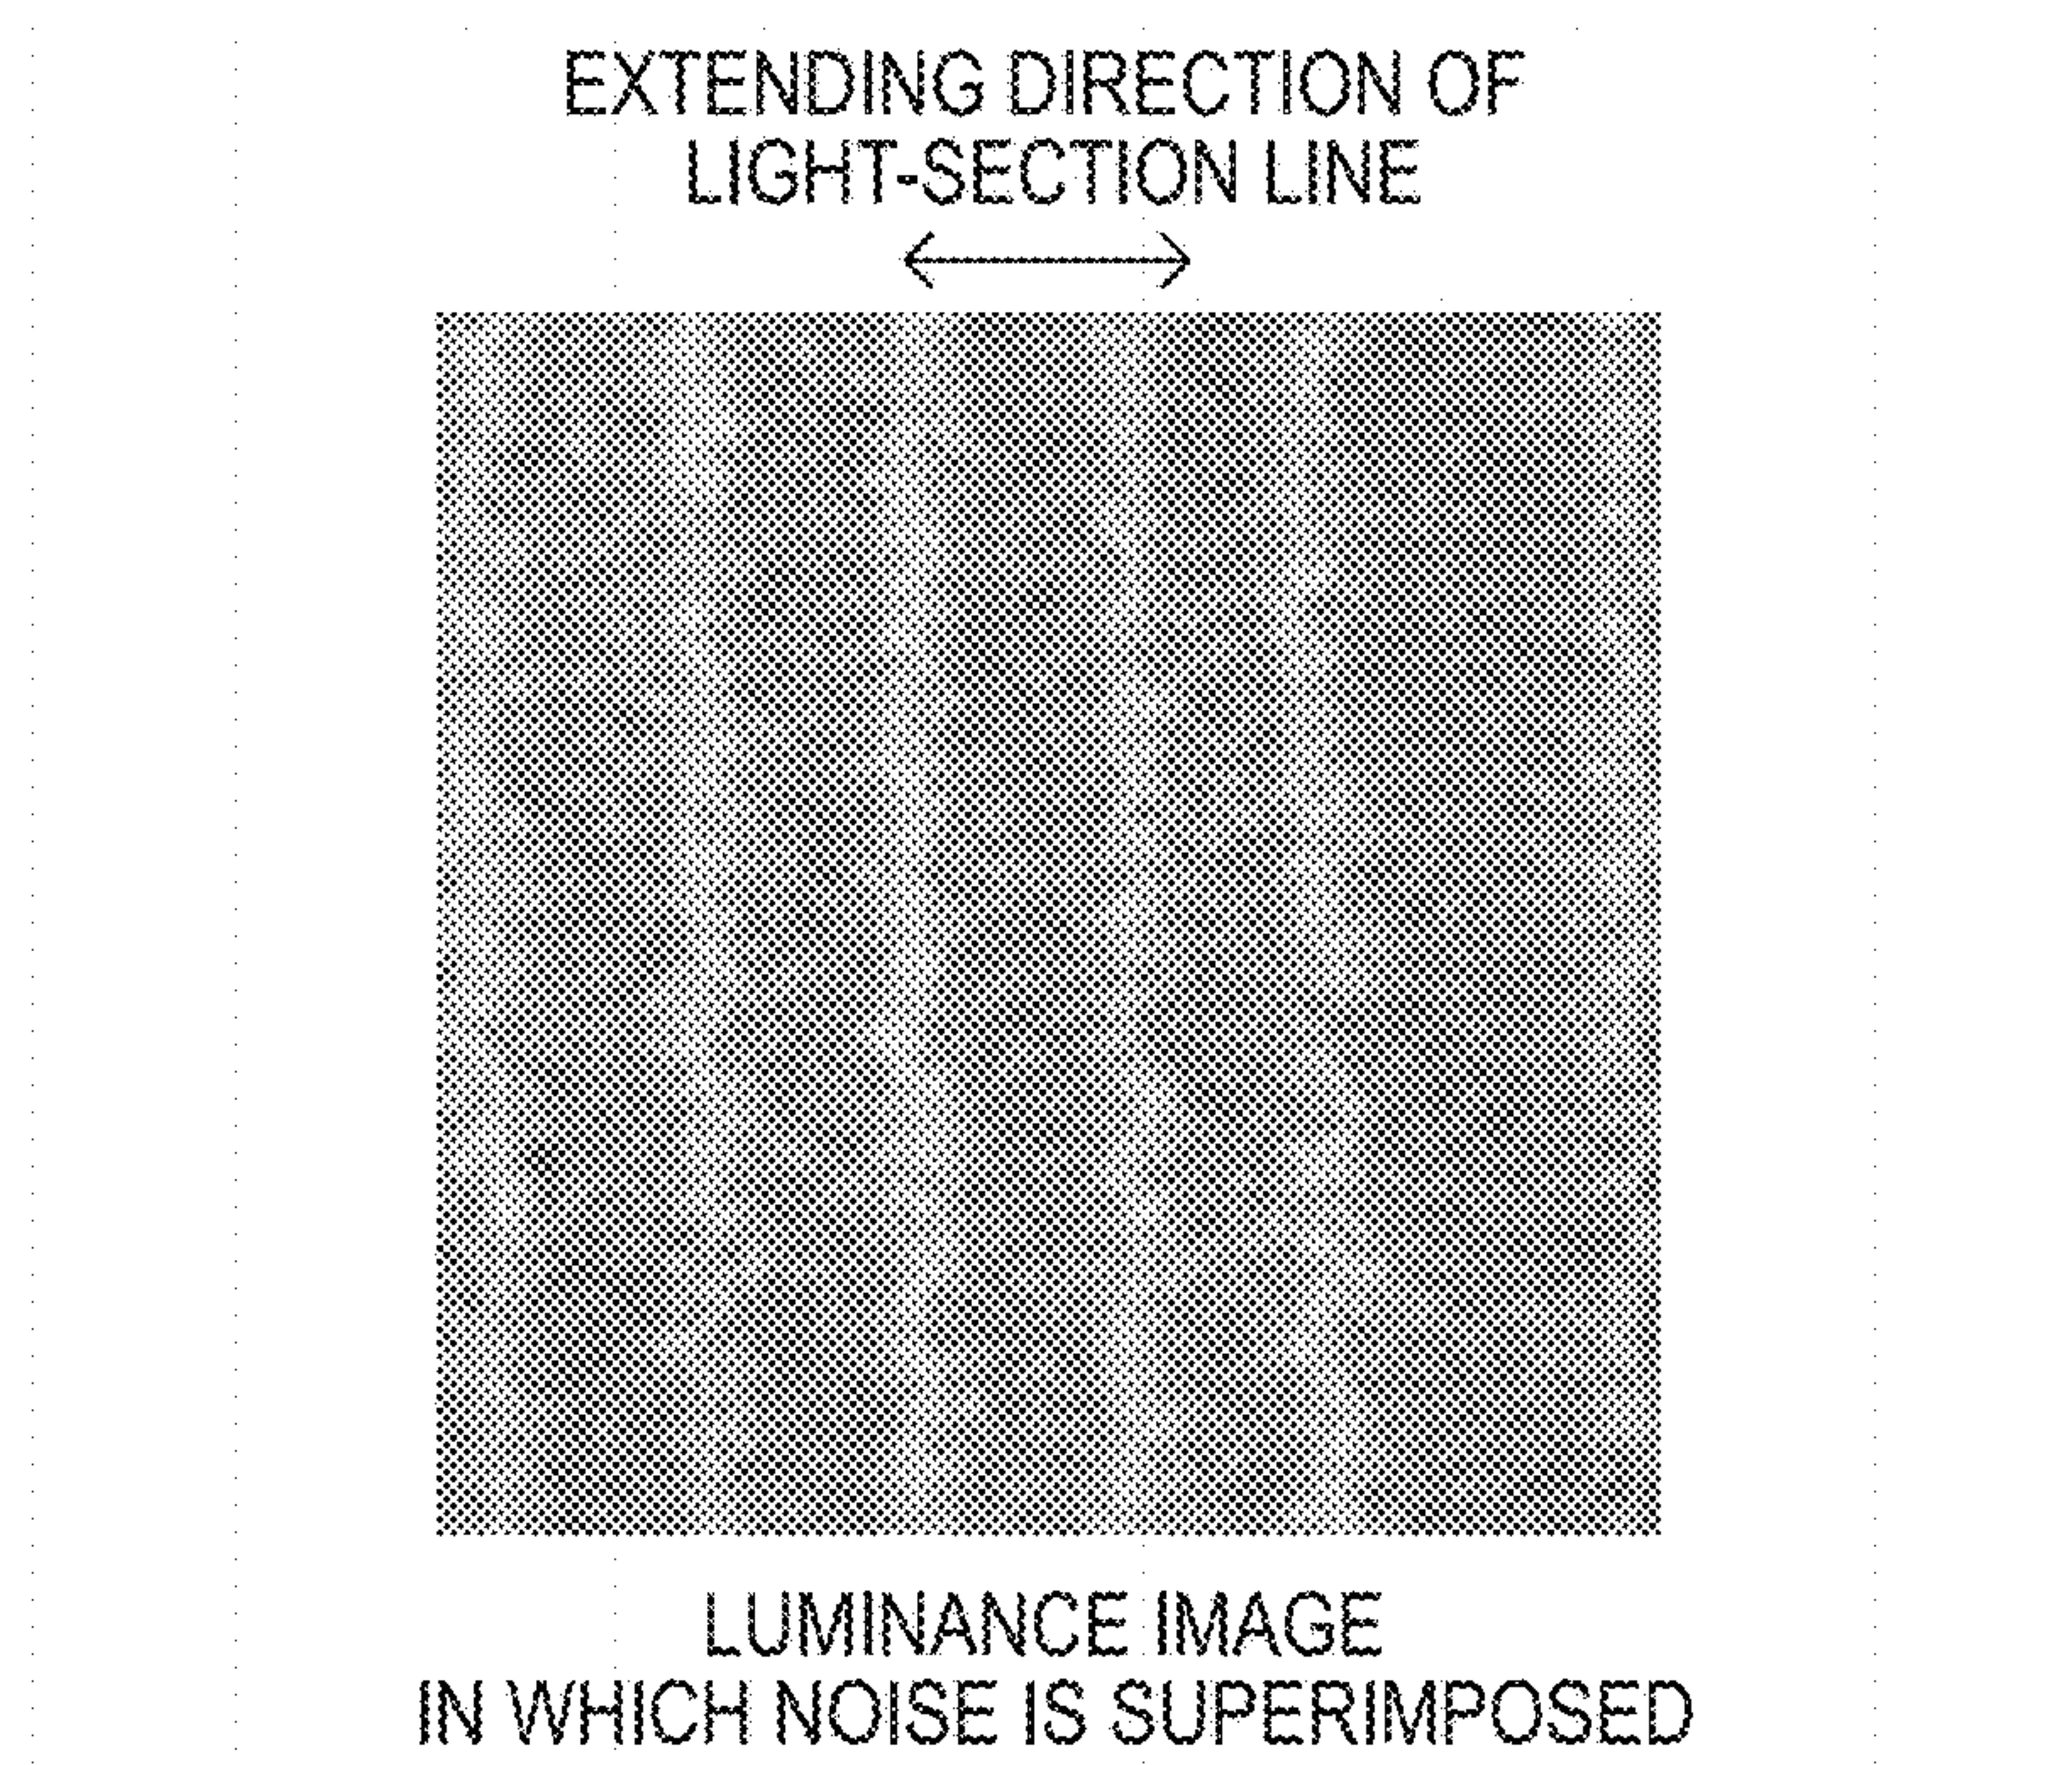 EXTENDING DIRECTION OF
LIGHT-SECTION LINE
LUMINANCE IMAGE
IN WHICH NOISE IS SUPERIMPOSED